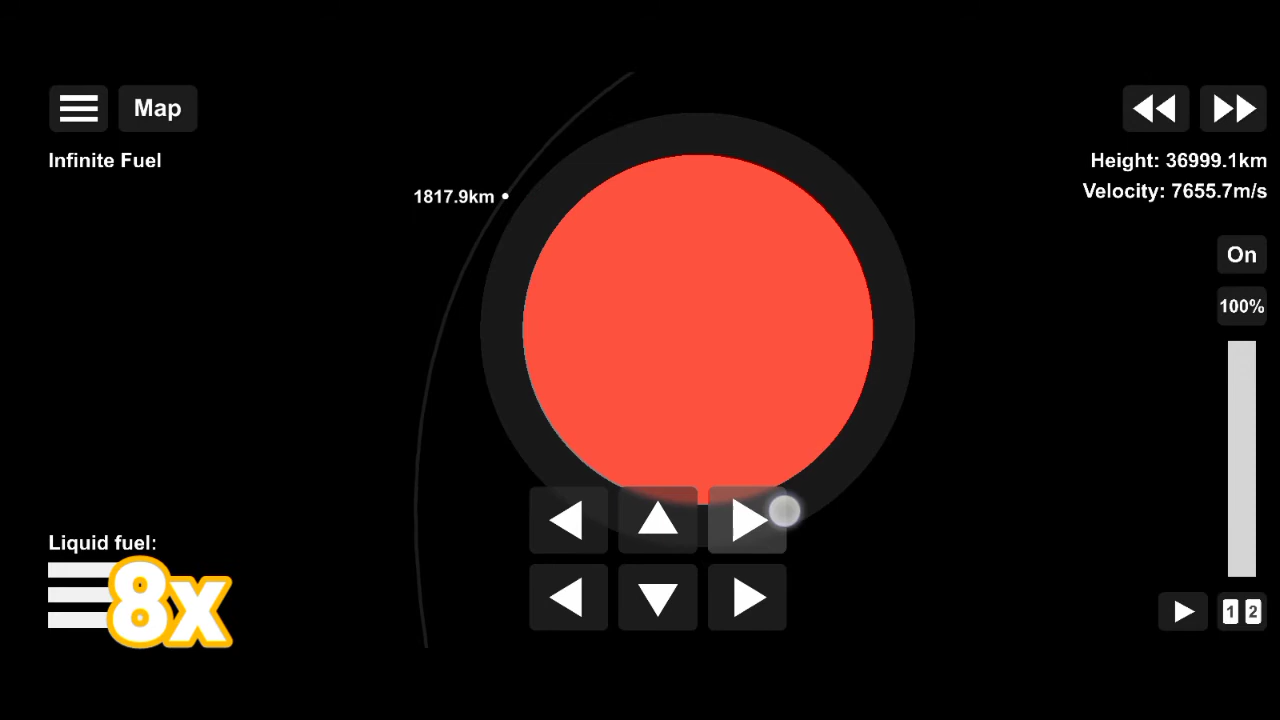 Map
Infinite Fuel
Height: 36999.1km
Velocity: 7655.7m/s
1817.9km
On
100%
Liquid fuel:
8x
1 2